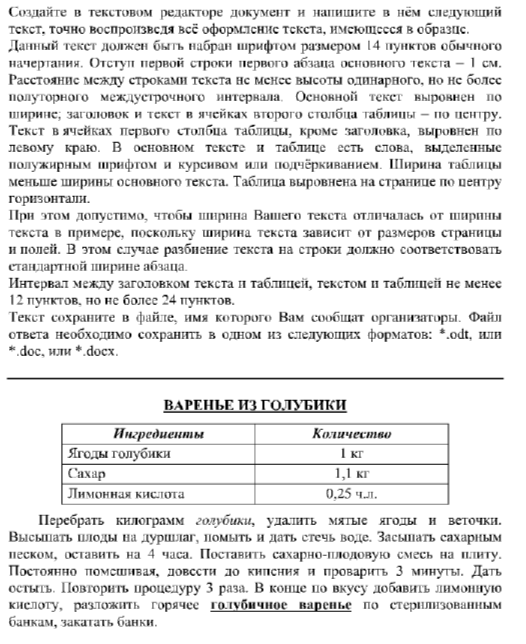 Создайте в текстовом редакторе документ и напишите в нём следующий
текст, точно воспроизведя всё оформление текста, имеющееся в образце.
Данный текст должен быть набран шрифтом размером 14 пунктов обычного
начертания. Отступ первой строки первого абзаца основного текста – 1 см.
Расстояние между строками текста не менее высоты одинарного, но не более
полуторного междустрочного интервала. Основной текст выровнен по
ширине; заголовок и текст в ячейках второго столбца таблицы – по центру.
Текст в ячейках первого столбца таблицы, кроме заголовка, выровнен по
левому краю. В основном тексте и таблице есть слова, выделенные
полужирным шрифтом и курсивом или подчёркиванием. Ширина таблицы
меньше ширины основного текста. Таблица выровнена на странице по центру
горизонтали.
При этом допустимо, чтобы ширина Вашего текста отличалась от ширины
текста в примере, поскольку ширина текста зависит от размеров страницы
и полей. В этом случае разбиение текста на строки должно соответствовать
стандартной ширине абзаца.
Интервал между заголовком текста и таблицей, текстом и таблицей не менее
12 пунктов, но не более 24 пунктов.
Текст сохраните в файле, имя которого Вам сообщат организаторы. Файл
ответа необходимо сохранить в одном из следующих форматов: *.odt, или
*.doc, или *.docx.
ВАРЕНЬЕ ИЗ ГОЛУБИКИ
Ингредиенты Количество
Ягоды голубики 1 кг
Сахар 1,1 кг
Лимонная кислота 0,25 ч.л.
Перебрать килограмм голубики, удалить мятые ягоды и веточки.
Высыпать плоды на дуршлаг, помыть и дать стечь воде. Засыпать сахарным
песком, оставить на 4 часа. Поставить сахарно-плодовую смесь на плиту.
Постоянно помешивая, довести до кипения и проварить 3 минуты. Дать
остыть. Повторить процедуру 3 раза. В конце по вкусу добавить лимонную
кислоту, разложить горячее голубичное варенье по стерилизованным
банкам, закатать банки.